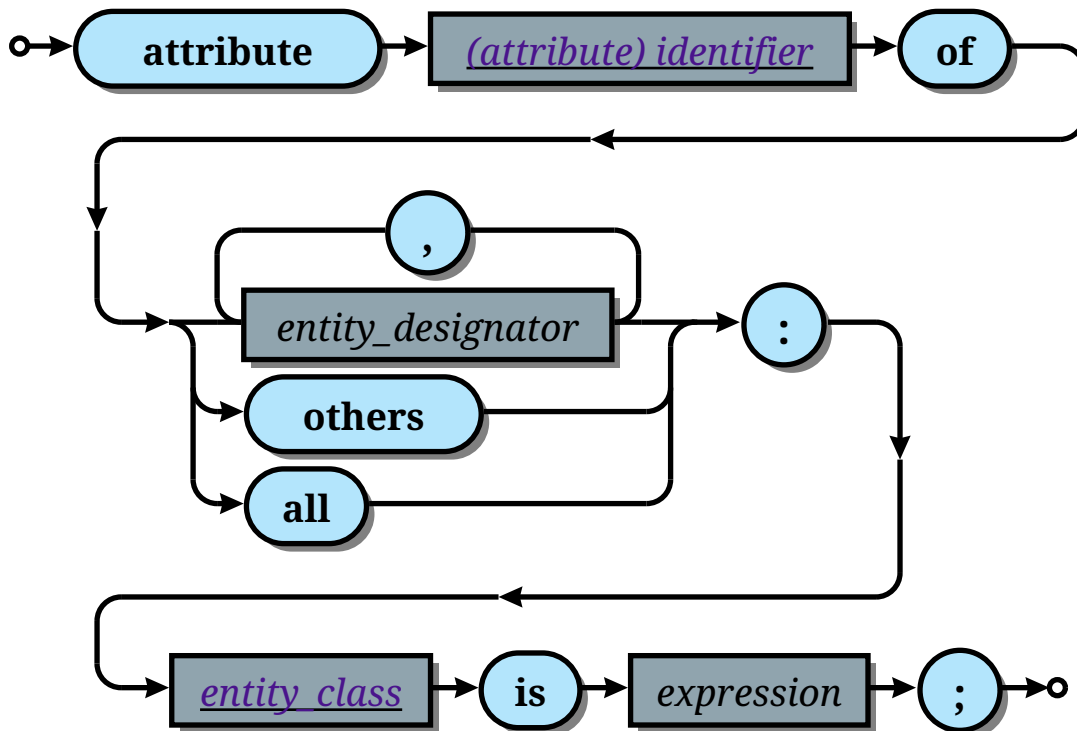 attribute (attribute) identifier of
,
entity_designator :
others
all
entity_class is expression ;